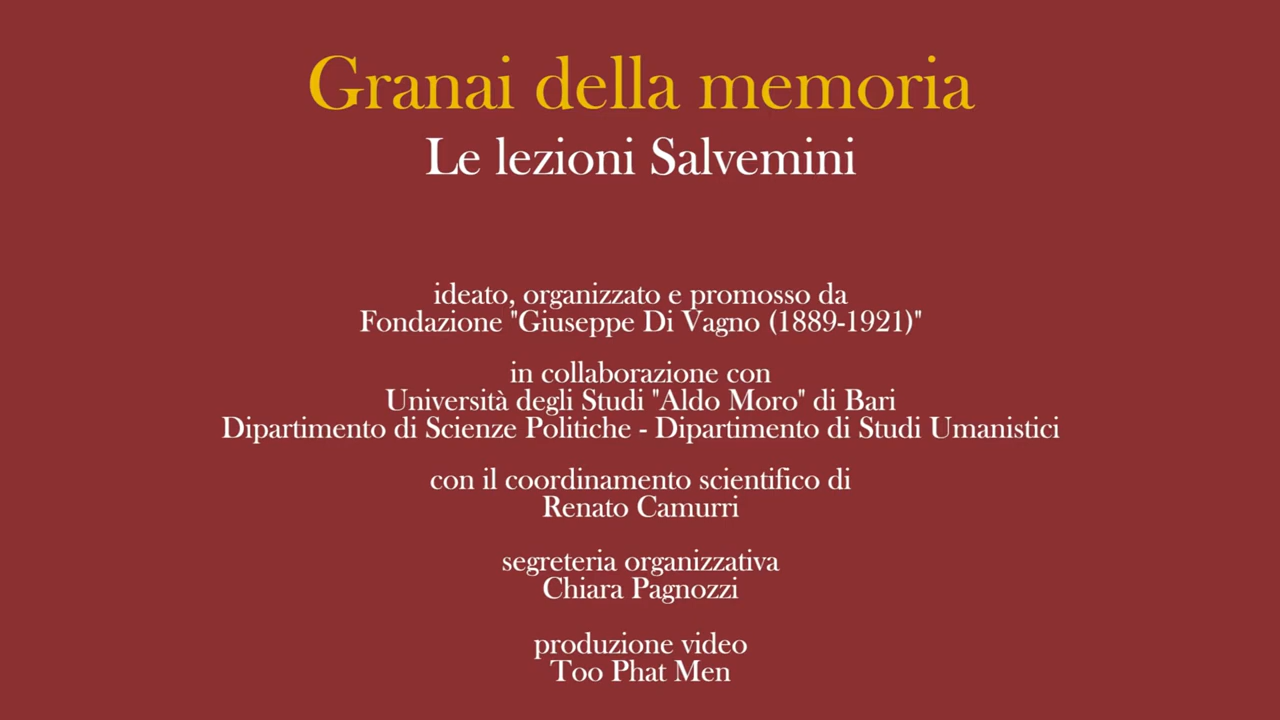 Granai della memoria
Le lezioni Salvemini
ideato, organizzato e promosso da
Fondazione "Giuseppe Di Vagno (1889-1921)"
in collaborazione con
Università degli Studi "Aldo Moro" di Bari
Dipartimento di Scienze Politiche - Dipartimento di Studi Umanistici
con il coordinamento scientifico di
Renato Camurri
segreteria organizzativa
Chiara Pagnozzi
produzione video
Too Phat Men